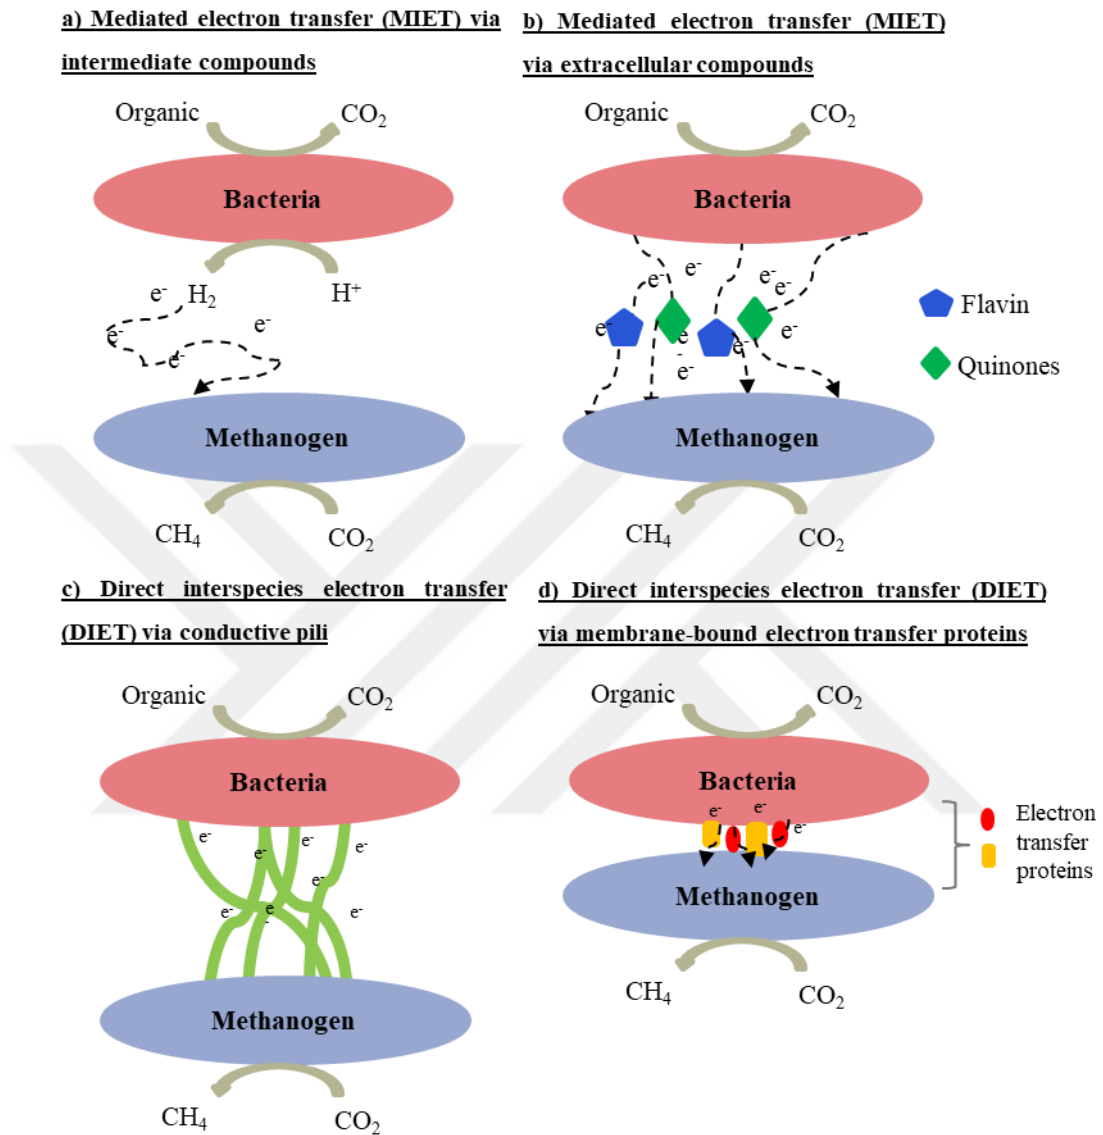 a) Mediated electron transfer (MIET) via
intermediate compounds
Organic CO2
Bacteria
H2 H+
e-
e-
e-
e-
Methanogen
CH4 CO2
b) Mediated electron transfer (MIET)
via extracellular compounds
Organic CO2
Bacteria
e- e- e- e-
e- e- e- e-
e-
Flavin
Quinones
Methanogen
CH4 CO2
c) Direct interspecies electron transfer
(DIET) via conductive pili
Organic CO2
Bacteria
e- e- e- e-
e-
e- e- e-
Methanogen
CH4 CO2
d) Direct interspecies electron transfer (DIET)
via membrane-bound electron transfer proteins
Organic CO2
Bacteria
e- e- e-
Electron
transfer
proteins
Methanogen
CH4 CO2